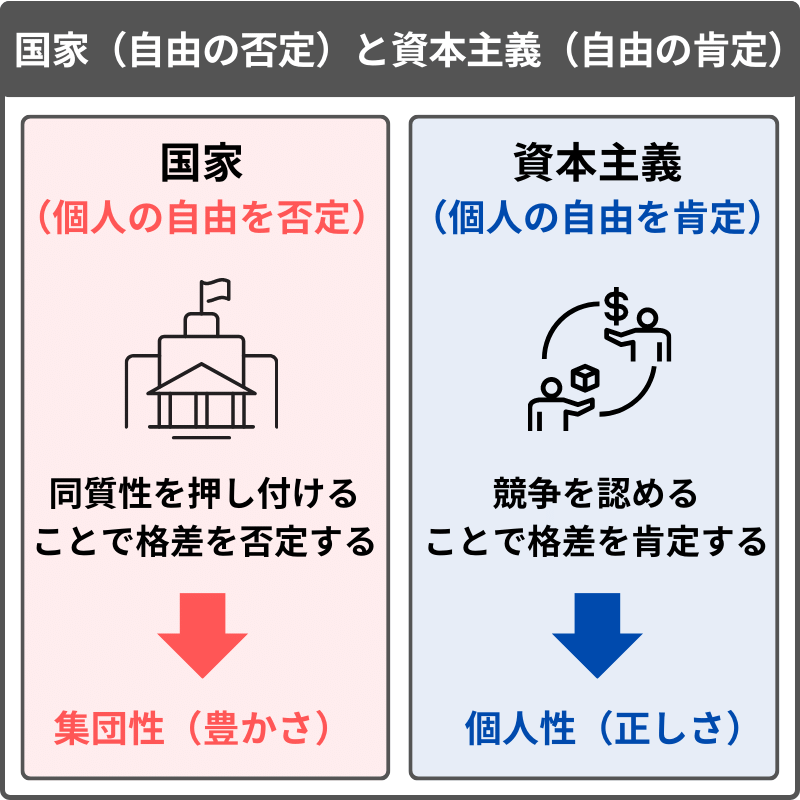 国家（自由の否定）と資本主義（自由の肯定）
国家
（個人の自由を否定）
同質性を押し付ける
ことで格差を否定する
集団性（豊かさ）
資本主義
（個人の自由を肯定）
$
競争を認める
ことで格差を肯定する
個人性（正しさ）